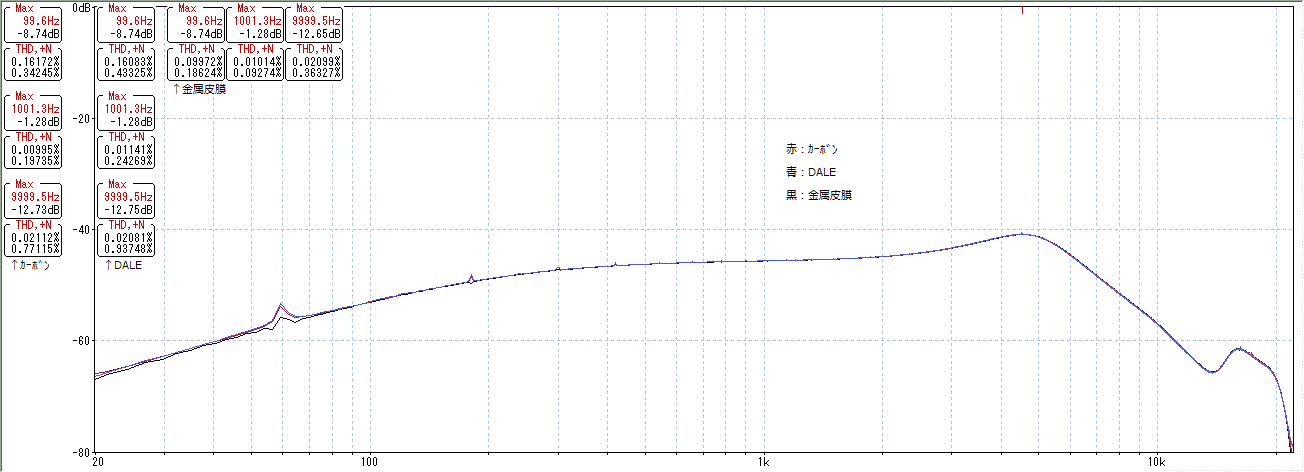 Max
99.6Hz
-8.74dB
THD,+N
0.16172%
0.34245%
Max
1001.3Hz
-1.28dB
THD,+N
0.00995%
0.19735%
Max
9999.5Hz
-12.73dB
THD,+N
0.02112%
0.77115%
↑ｶｰﾎﾞﾝ
Max
99.6Hz
-8.74dB
THD,+N
0.16083%
0.43325%
Max
1001.3Hz
-1.28dB
THD,+N
0.01141%
0.24269%
Max
9999.5Hz
-12.75dB
THD,+N
0.02081%
0.93748%
↑DALE
Max
99.6Hz
-8.74dB
THD,+N
0.09972%
0.18624%
↑金属皮膜
Max
1001.3Hz
-1.28dB
THD,+N
0.01014%
0.09274%
Max
9999.5Hz
-12.65dB
THD,+N
0.02099%
0.36327%
赤：ｶｰﾎﾞﾝ
青：DALE
黒：金属皮膜
0dB
-20
-40
-60
-80
20 100 1k 10k